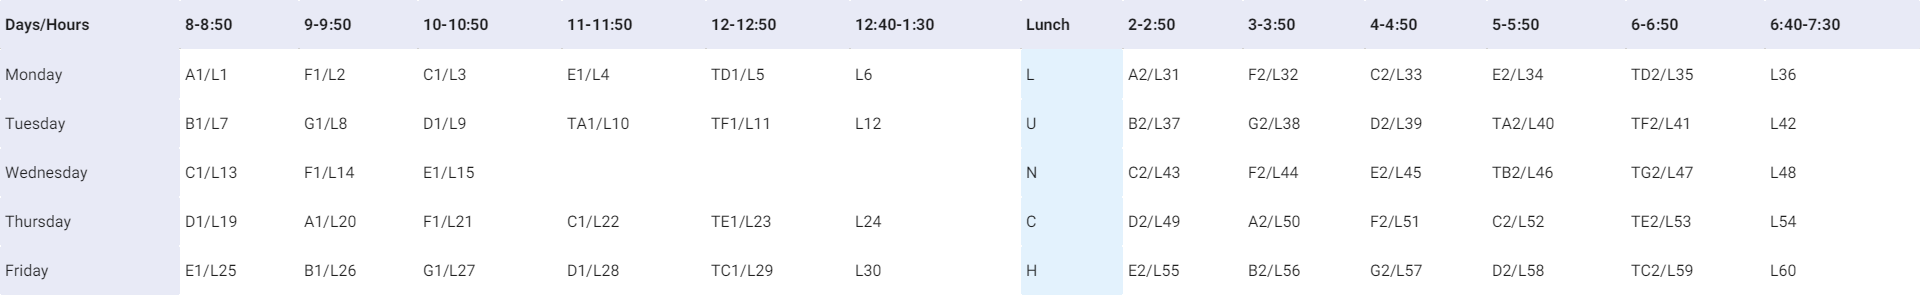 Days/Hours 8-8:50 9-9:50 10-10:50 11-11:50 12-12:50 12:40-1:30 Lunch 2-2:50 3-3:50 4-4:50 5-5:50 6-6:50 6:40-7:30
Monday A1/L1 F1/L2 C1/L3 E1/L4 TD1/L5 L6 L A2/L31 F2/L32 C2/L33 E2/L34 TD2/L35 L36
Tuesday B1/L7 G1/L8 D1/L9 TA1/L10 TF1/L11 L12 U B2/L37 G2/L38 D2/L39 TA2/L40 TF2/L41 L42
Wednesday C1/L13 F1/L14 E1/L15 N C2/L43 F2/L44 E2/L45 TB2/L46 TG2/L47 L48
Thursday D1/L19 A1/L20 F1/L21 C1/L22 TE1/L23 L24 C D2/L49 A2/L50 F2/L51 C2/L52 TE2/L53 L54
Friday E1/L25 B1/L26 G1/L27 D1/L28 TC1/L29 L30 H E2/L55 B2/L56 G2/L57 D2/L58 TC2/L59 L60